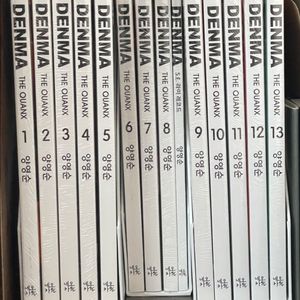 DENMA THE QUANX 1 양영순
DENMA THE QUANX 2 양영순
DENMA THE QUANX 3 양영순
DENMA THE QUANX 4 양영순
DENMA THE QUANX 5 양영순
DENMA THE QUANX 6 양영순
DENMA THE QUANX 7 양영순
DENMA THE QUANX 8 양영순
DENMA 양영순
DENMA THE QUANX 9 양영순
DENMA THE QUANX 10 양영순
DENMA THE QUANX 11 양영순
DENMA THE QUANX 12 양영순
DENMA THE QUANX 13 양영순